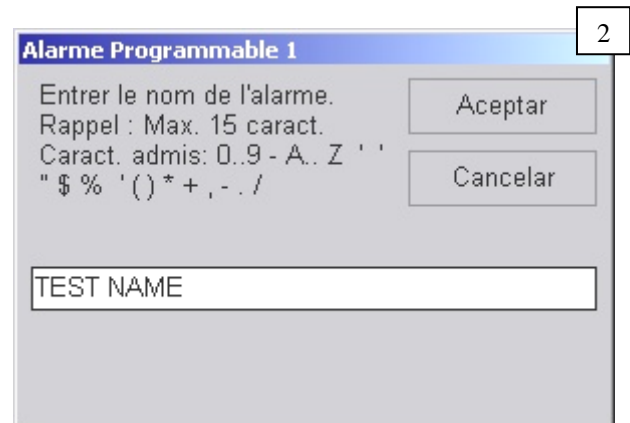 2
Alarme Programmable 1
Entrer le nom de l'alarme.
Rappel : Max. 15 caract.
Caract. admis: 0..9 - A.. Z ' '
" $ % ' ( ) * + , - . /
Aceptar
Cancelar
TEST NAME